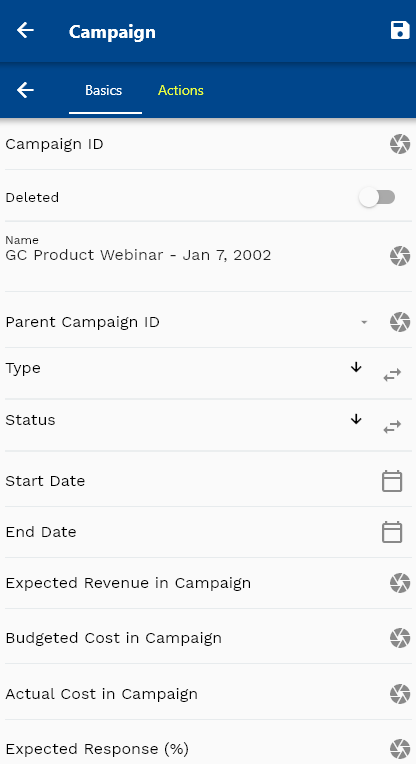 Campaign
Basics Actions
Campaign ID
Deleted
Name
GC Product Webinar - Jan 7, 2002
Parent Campaign ID
Type
Status
Start Date
End Date
Expected Revenue in Campaign
Budgeted Cost in Campaign
Actual Cost in Campaign
Expected Response (%)